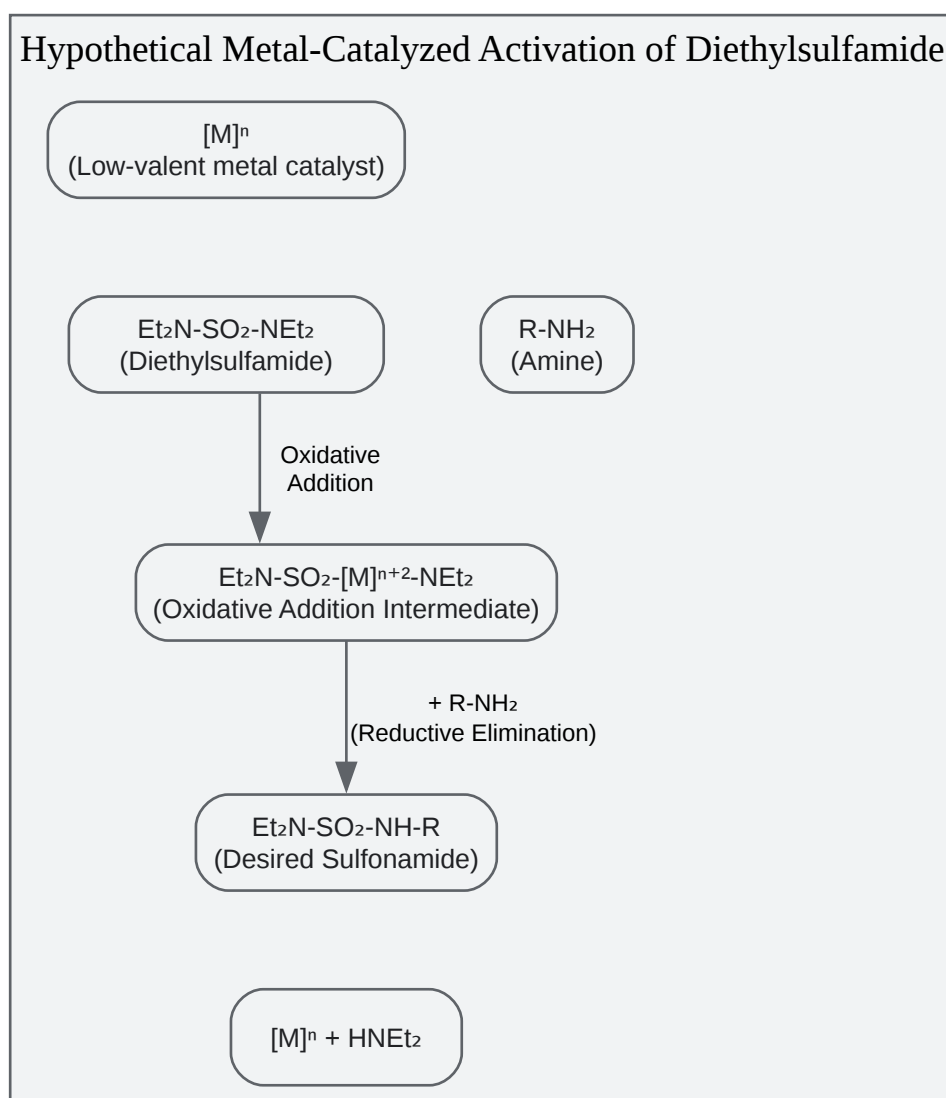 Hypothetical Metal-Catalyzed Activation of Diethylsulfamide
[M]ⁿ
(Low-valent metal catalyst)
Et₂N-SO₂-NEt₂
(Diethylsulfamide)
R-NH₂
(Amine)
Oxidative
Addition
Et₂N-SO₂-[M]ⁿ⁺²-NEt₂
(Oxidative Addition Intermediate)
+ R-NH₂
(Reductive Elimination)
Et₂N-SO₂-NH-R
(Desired Sulfonamide)
[M]ⁿ + HNEt₂